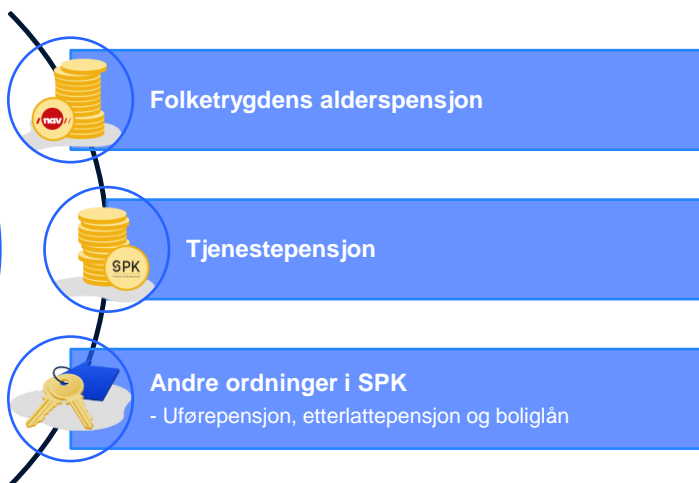 Folketrygdens alderspensjon
nav
Tjenestepensjon
SPK
Andre ordninger i SPK
- Uførepensjon, etterlattepensjon og boliglån